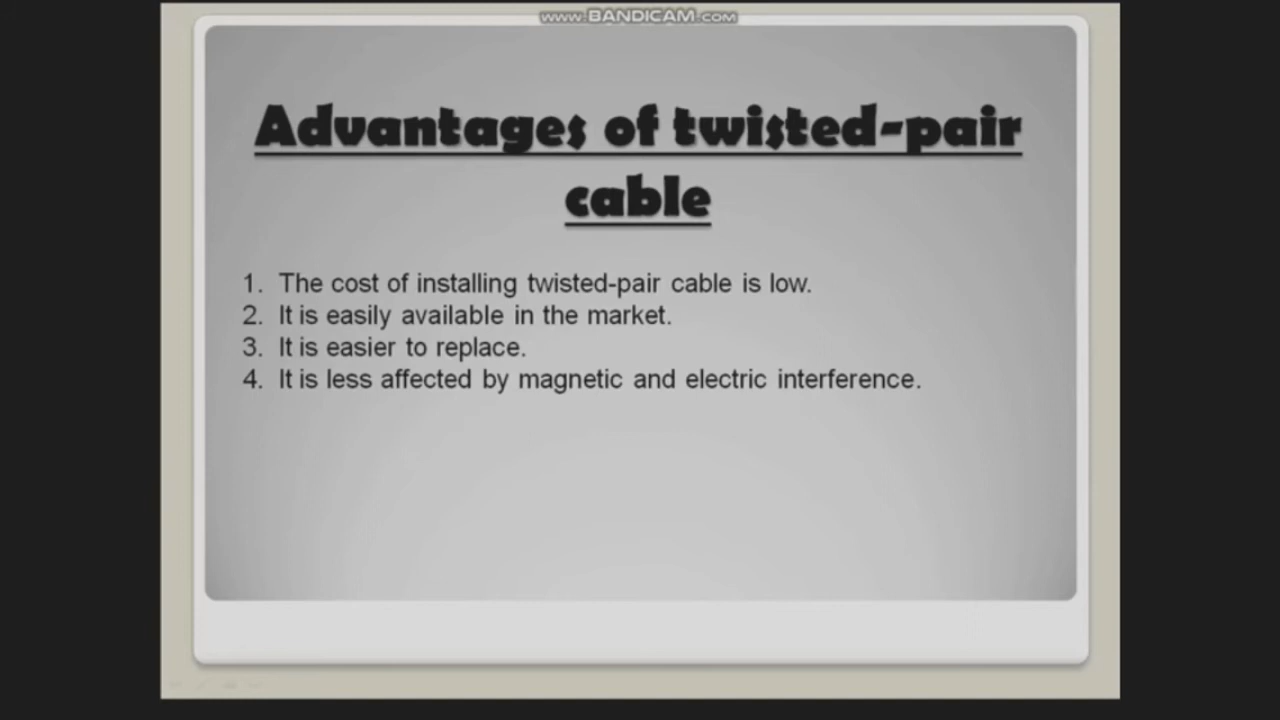 www.BANDICAM.com
Advantages of twisted-pair
cable
1. The cost of installing twisted-pair cable is low.
2. It is easily available in the market.
3. It is easier to replace.
4. It is less affected by magnetic and electric interference.